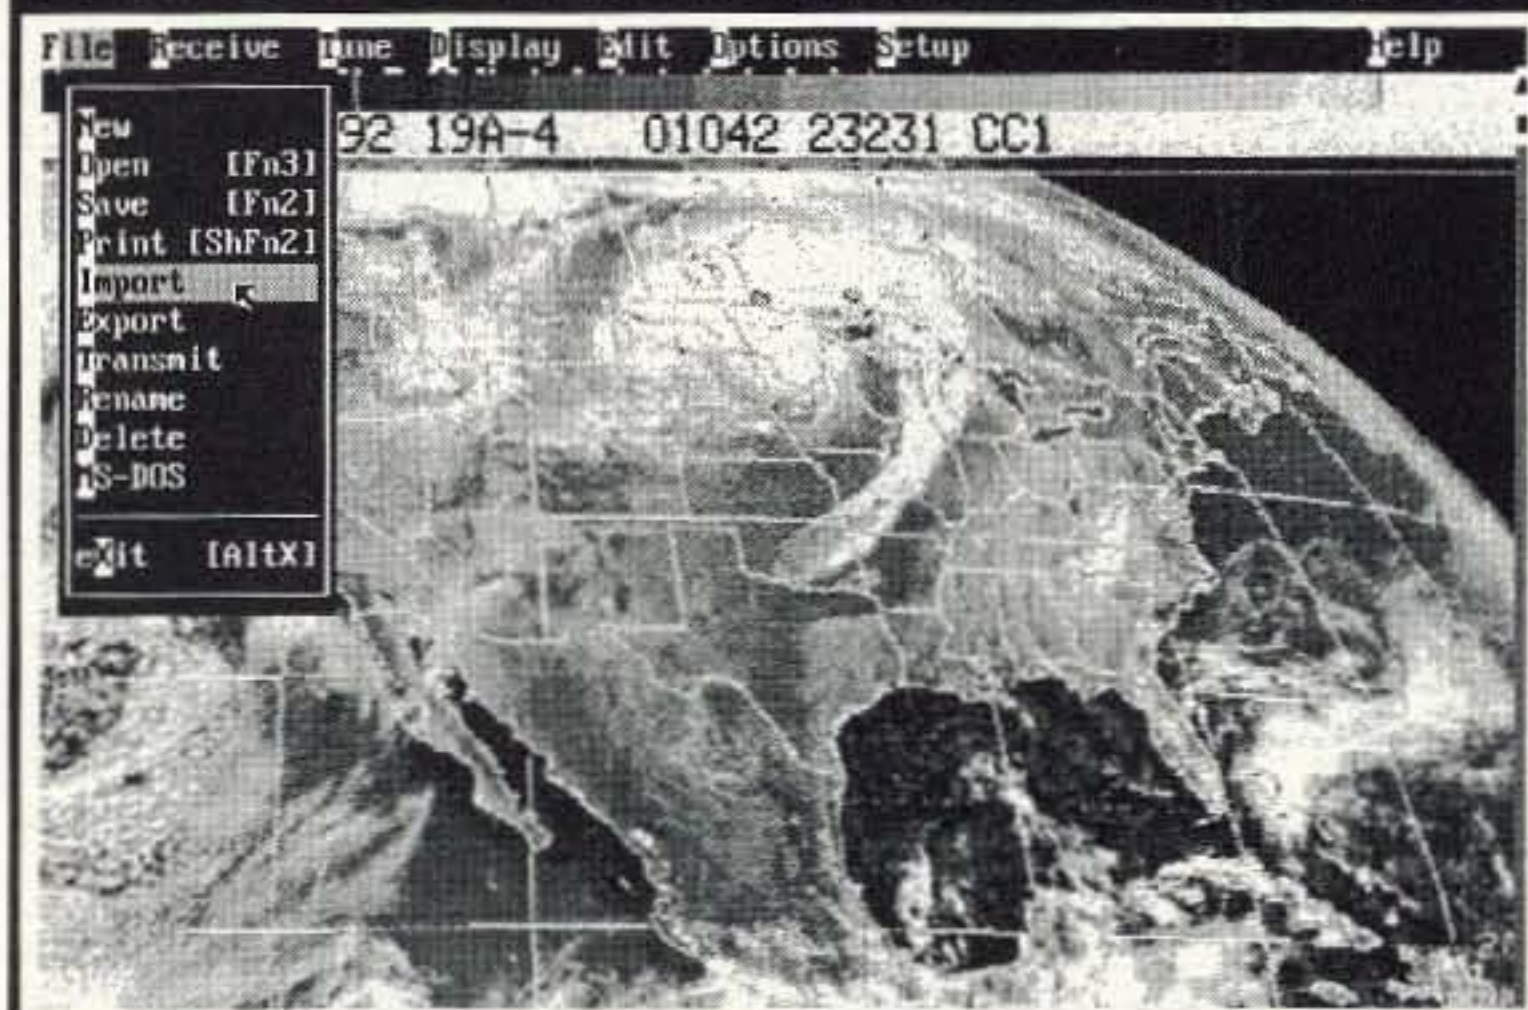 File Receive Tune Display Edit Options Setup Help
92 19A-4 01042 23231 CC1
New
Open [Fn3]
Save [Fn2]
Print [ShFn2]
Import
Export
Transmit
Rename
Delete
MS-DOS
eXit [AltX]